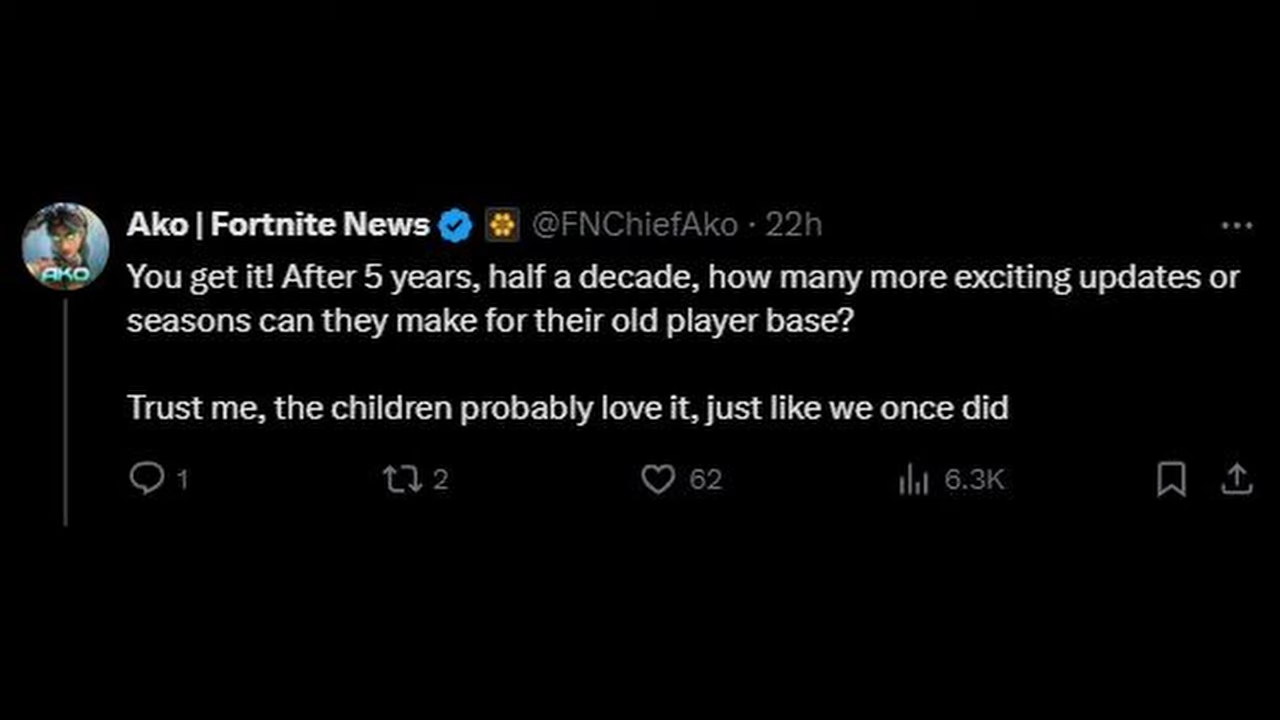 Ako | Fortnite News @FNChiefAko · 22h
You get it! After 5 years, half a decade, how many more exciting updates or
seasons can they make for their old player base?
Trust me, the children probably love it, just like we once did
1 2 62 6.3K
AKO